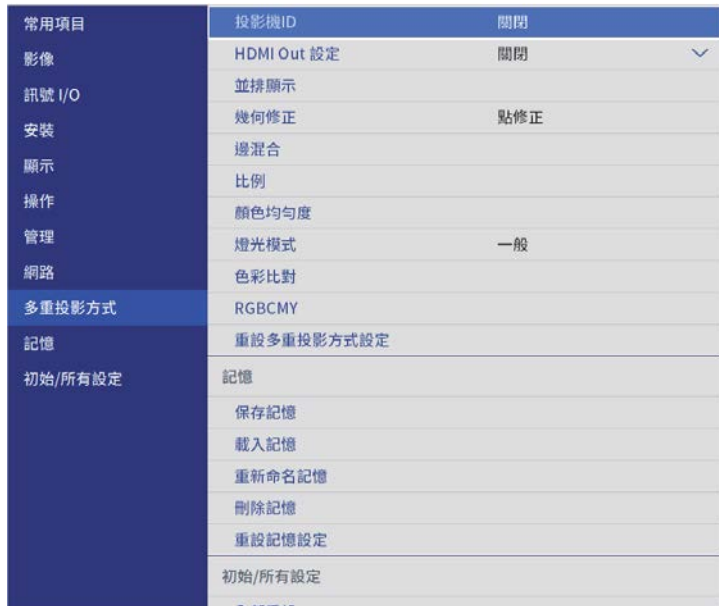 常用項目
影像
訊號 I/O
安裝
顯示
操作
管理
網路
多重投影方式
記憶
初始/所有設定
投影機ID 關閉
HDMI Out 設定 關閉
並排顯示
幾何修正 點修正
邊混合
比例
顏色均勻度
燈光模式 一般
色彩比對
RGBCMY
重設多重投影方式設定
記憶
保存記憶
載入記憶
重新命名記憶
刪除記憶
重設記憶設定
初始/所有設定